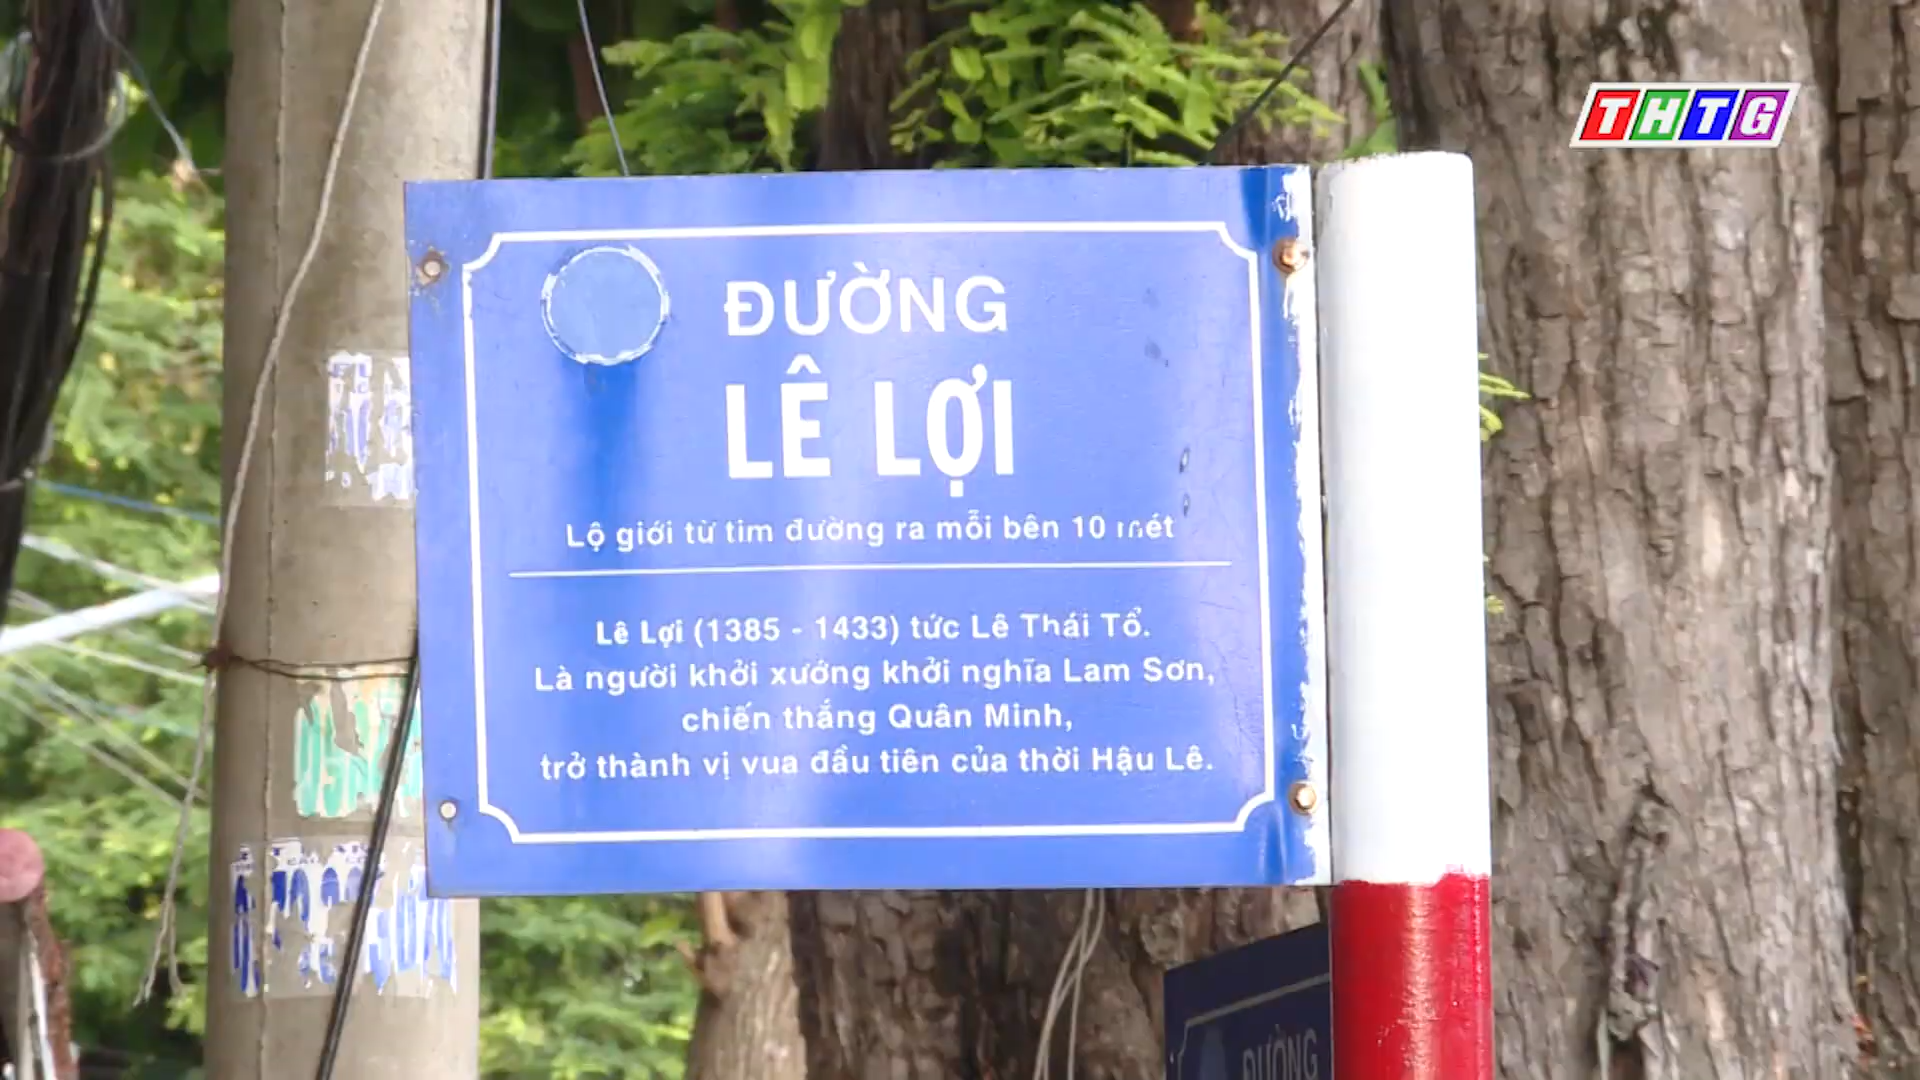 THTG
ĐƯỜNG
LÊ LỢI
Lộ giới từ tim đường ra mỗi bên 10 mét
Lê Lợi (1385 - 1433) tức Lê Thái Tổ.
Là người khởi xướng khởi nghĩa Lam Sơn,
chiến thắng Quân Minh,
trở thành vị vua đầu tiên của thời Hậu Lê.
ĐƯỜNG